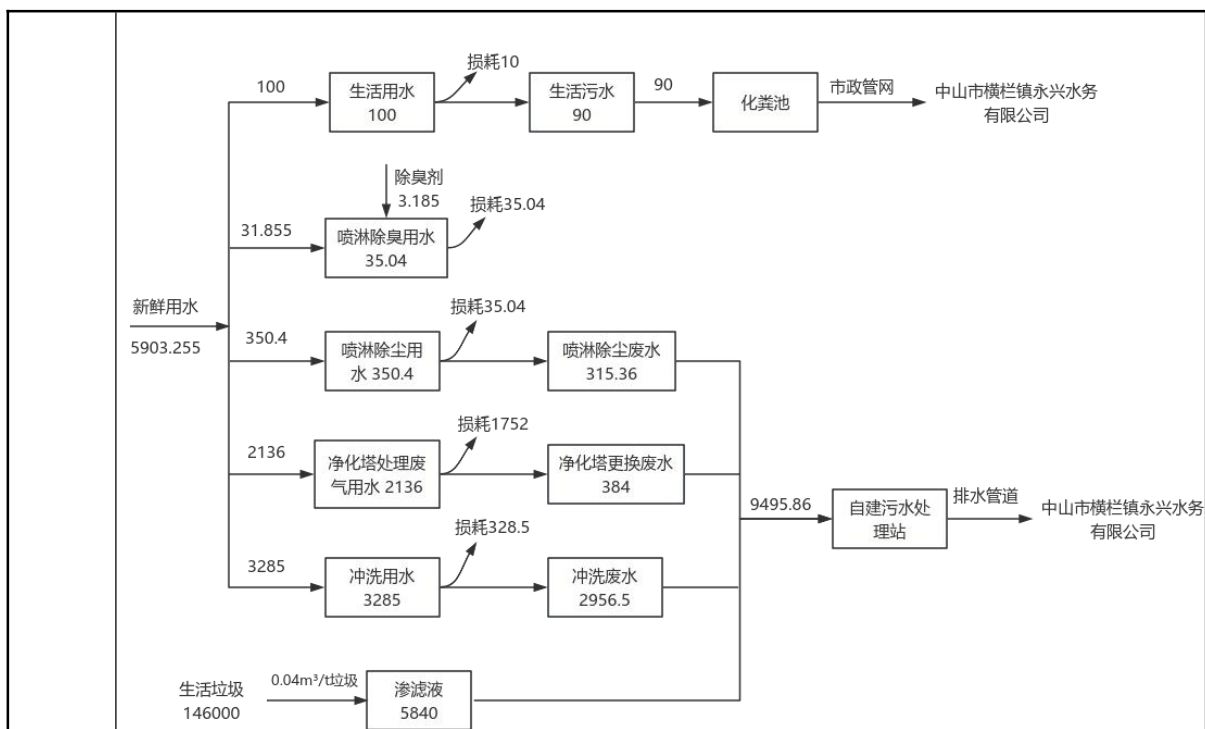 100
生活用水
100
损耗10
生活污水
90
90
化粪池
市政管网
中山市横栏镇永兴水务
有限公司
除臭剂
3.185
31.855
喷淋除臭用水
35.04
损耗35.04
新鲜用水
5903.255
350.4
喷淋除尘用
水 350.4
损耗35.04
喷淋除尘废水
315.36
2136
净化塔处理废
气用水 2136
损耗1752
净化塔更换废水
384
9495.86
自建污水处
理站
排水管道
中山市横栏镇永兴水务
有限公司
3285
冲洗用水
3285
损耗328.5
冲洗废水
2956.5
生活垃圾
146000
0.04m³/t垃圾
渗滤液
5840